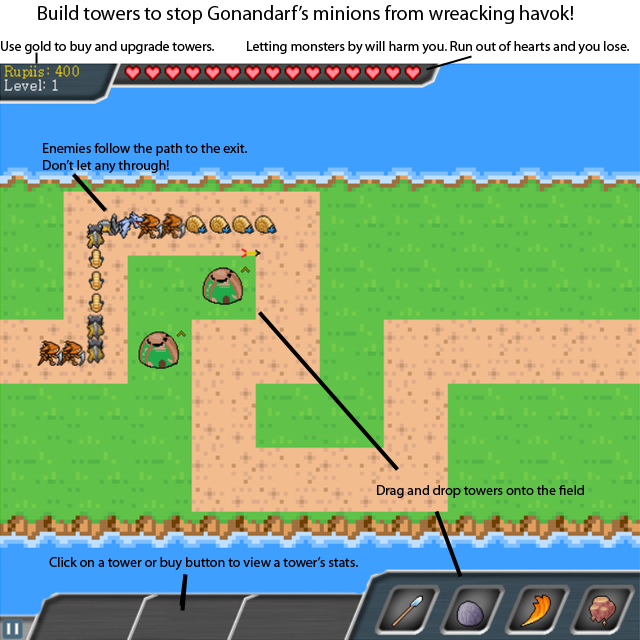 Build towers to stop Gonandarf's minions from wreacking havok!
Use gold to buy and upgrade towers.
Letting monsters by will harm you. Run out of hearts and you lose.
Rupiis: 400
Level: 1
Enemies follow the path to the exit.
Don't let any through!
Drag and drop towers onto the field
Click on a tower or buy button to view a tower's stats.